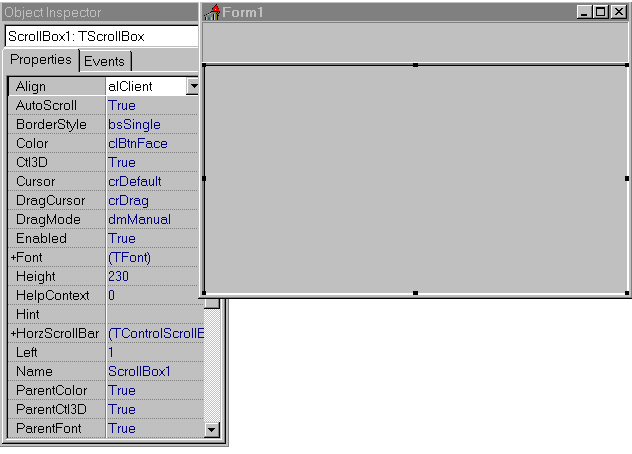 Object Inspector
ScrollBox1: TScrollBox
Properties Events
Align alClient
AutoScroll True
BorderStyle bsSingle
Color clBtnFace
Ctl3D True
Cursor crDefault
DragCursor crDrag
DragMode dmManual
Enabled True
+Font (TFont)
Height 230
HelpContext 0
Hint
+HorzScrollBar (TControlScrollB
Left 1
Name ScrollBox1
ParentColor True
ParentCtl3D True
ParentFont True
Form1